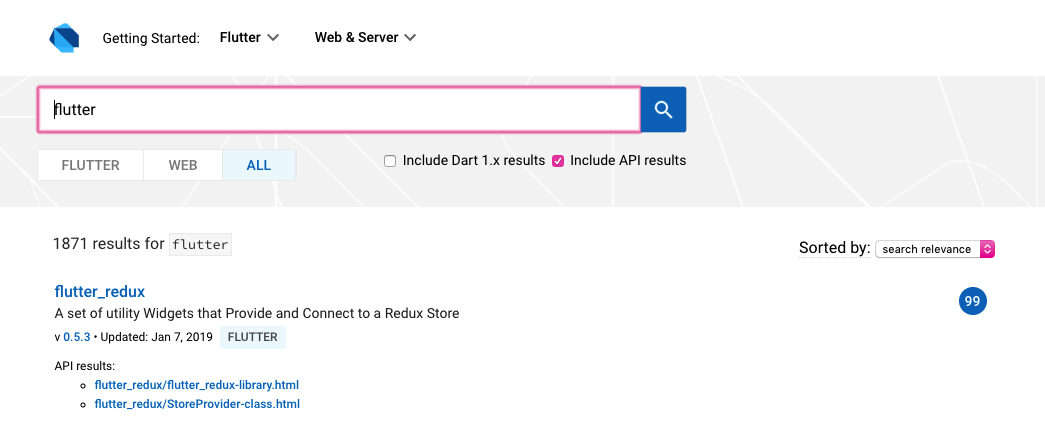 Getting Started: Flutter Web & Server
flutter
FLUTTER WEB ALL Include Dart 1.x results Include API results
1871 results for flutter Sorted by: search relevance
flutter_redux 99
A set of utility Widgets that Provide and Connect to a Redux Store
v 0.5.3 • Updated: Jan 7, 2019 FLUTTER
API results:
flutter_redux/flutter_redux-library.html
flutter_redux/StoreProvider-class.html